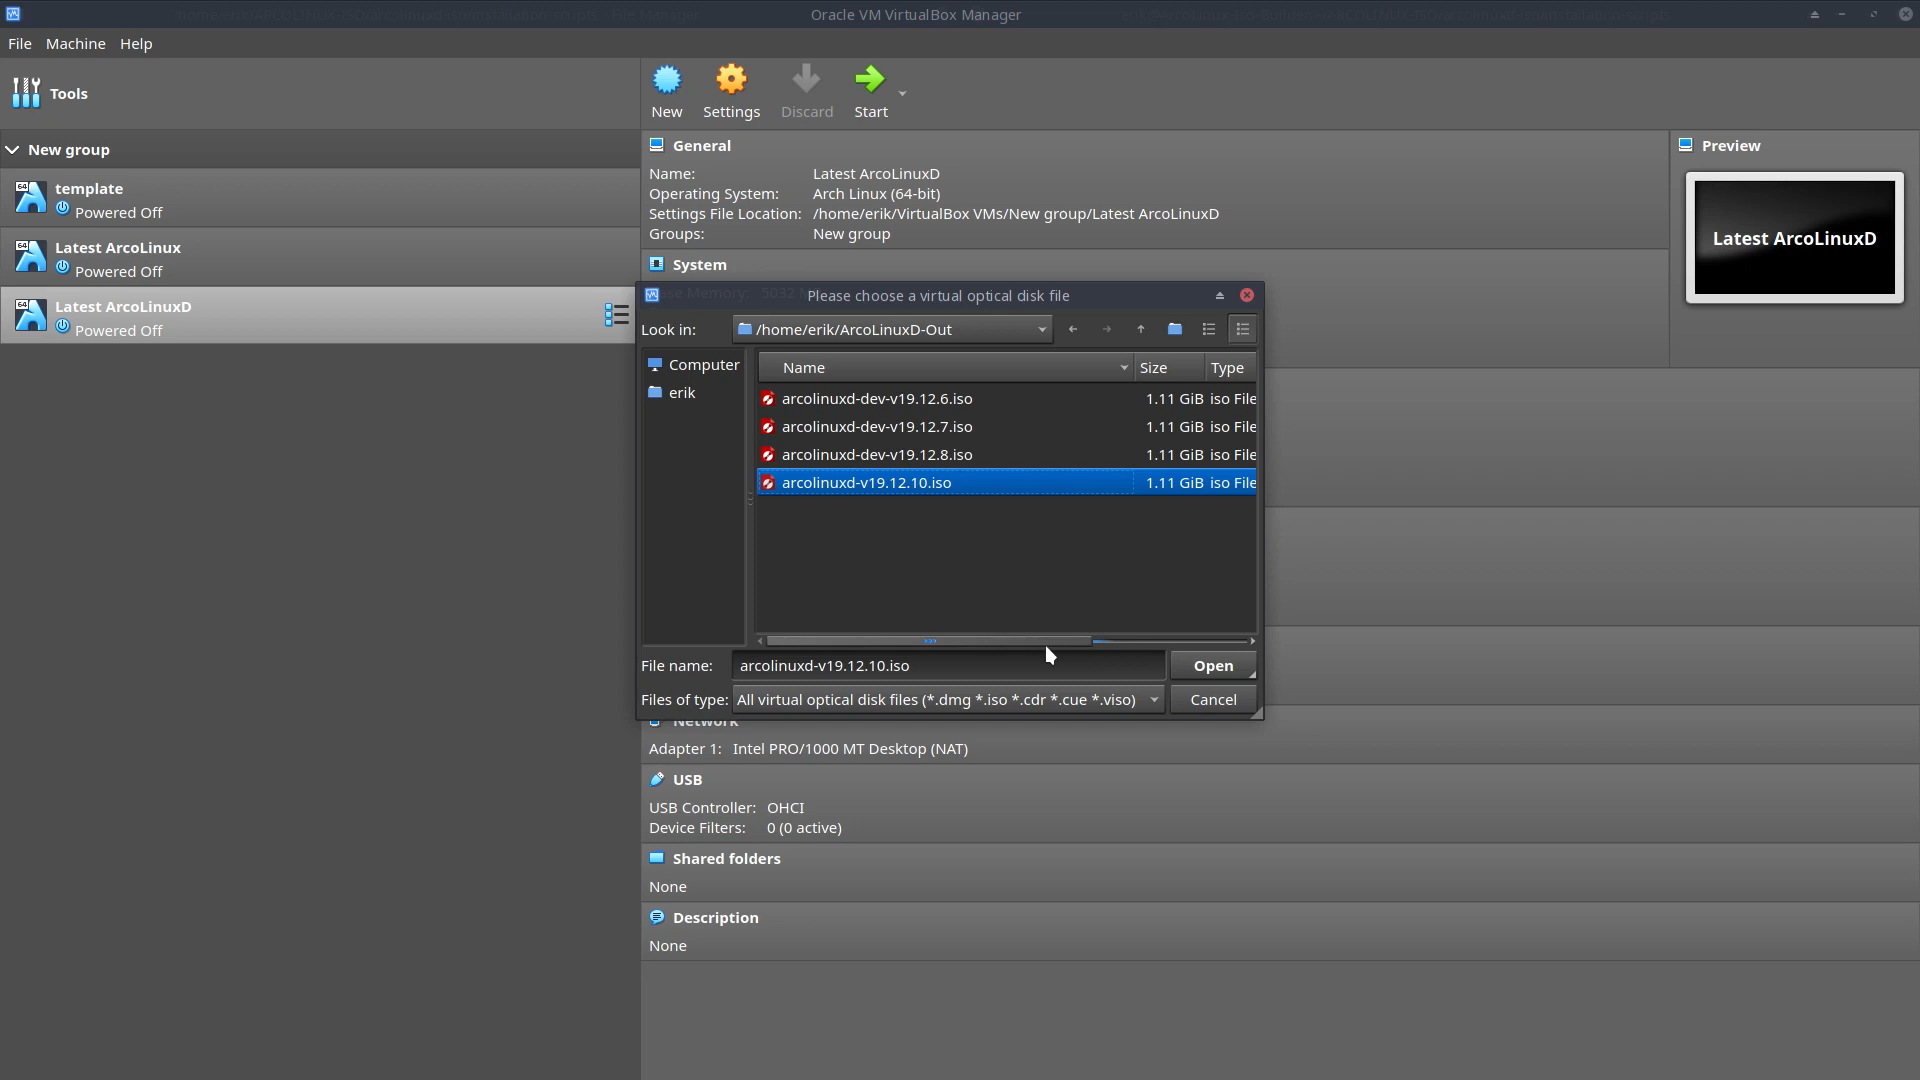 Oracle VM VirtualBox Manager
File Machine Help
Tools
New
Settings
Discard
Start
New group
64
template
Powered Off
64
Latest ArcoLinux
Powered Off
64
Latest ArcoLinuxD
Powered Off
General
Name: Latest ArcoLinuxD
Operating System: Arch Linux (64-bit)
Settings File Location: /home/erik/VirtualBox VMs/New group/Latest ArcoLinuxD
Groups: New group
Preview
Latest ArcoLinuxD
System
Please choose a virtual optical disk file
Look in: /home/erik/ArcoLinuxD-Out
Computer
erik
Name Size Type
arcolinuxd-dev-v19.12.6.iso 1.11 GiB iso File
arcolinuxd-dev-v19.12.7.iso 1.11 GiB iso File
arcolinuxd-dev-v19.12.8.iso 1.11 GiB iso File
arcolinuxd-v19.12.10.iso 1.11 GiB iso File
File name: arcolinuxd-v19.12.10.iso Open
Files of type: All virtual optical disk files (*.dmg *.iso *.cdr *.cue *.viso) Cancel
Network
Adapter 1: Intel PRO/1000 MT Desktop (NAT)
USB
USB Controller: OHCI
Device Filters: 0 (0 active)
Shared folders
None
Description
None